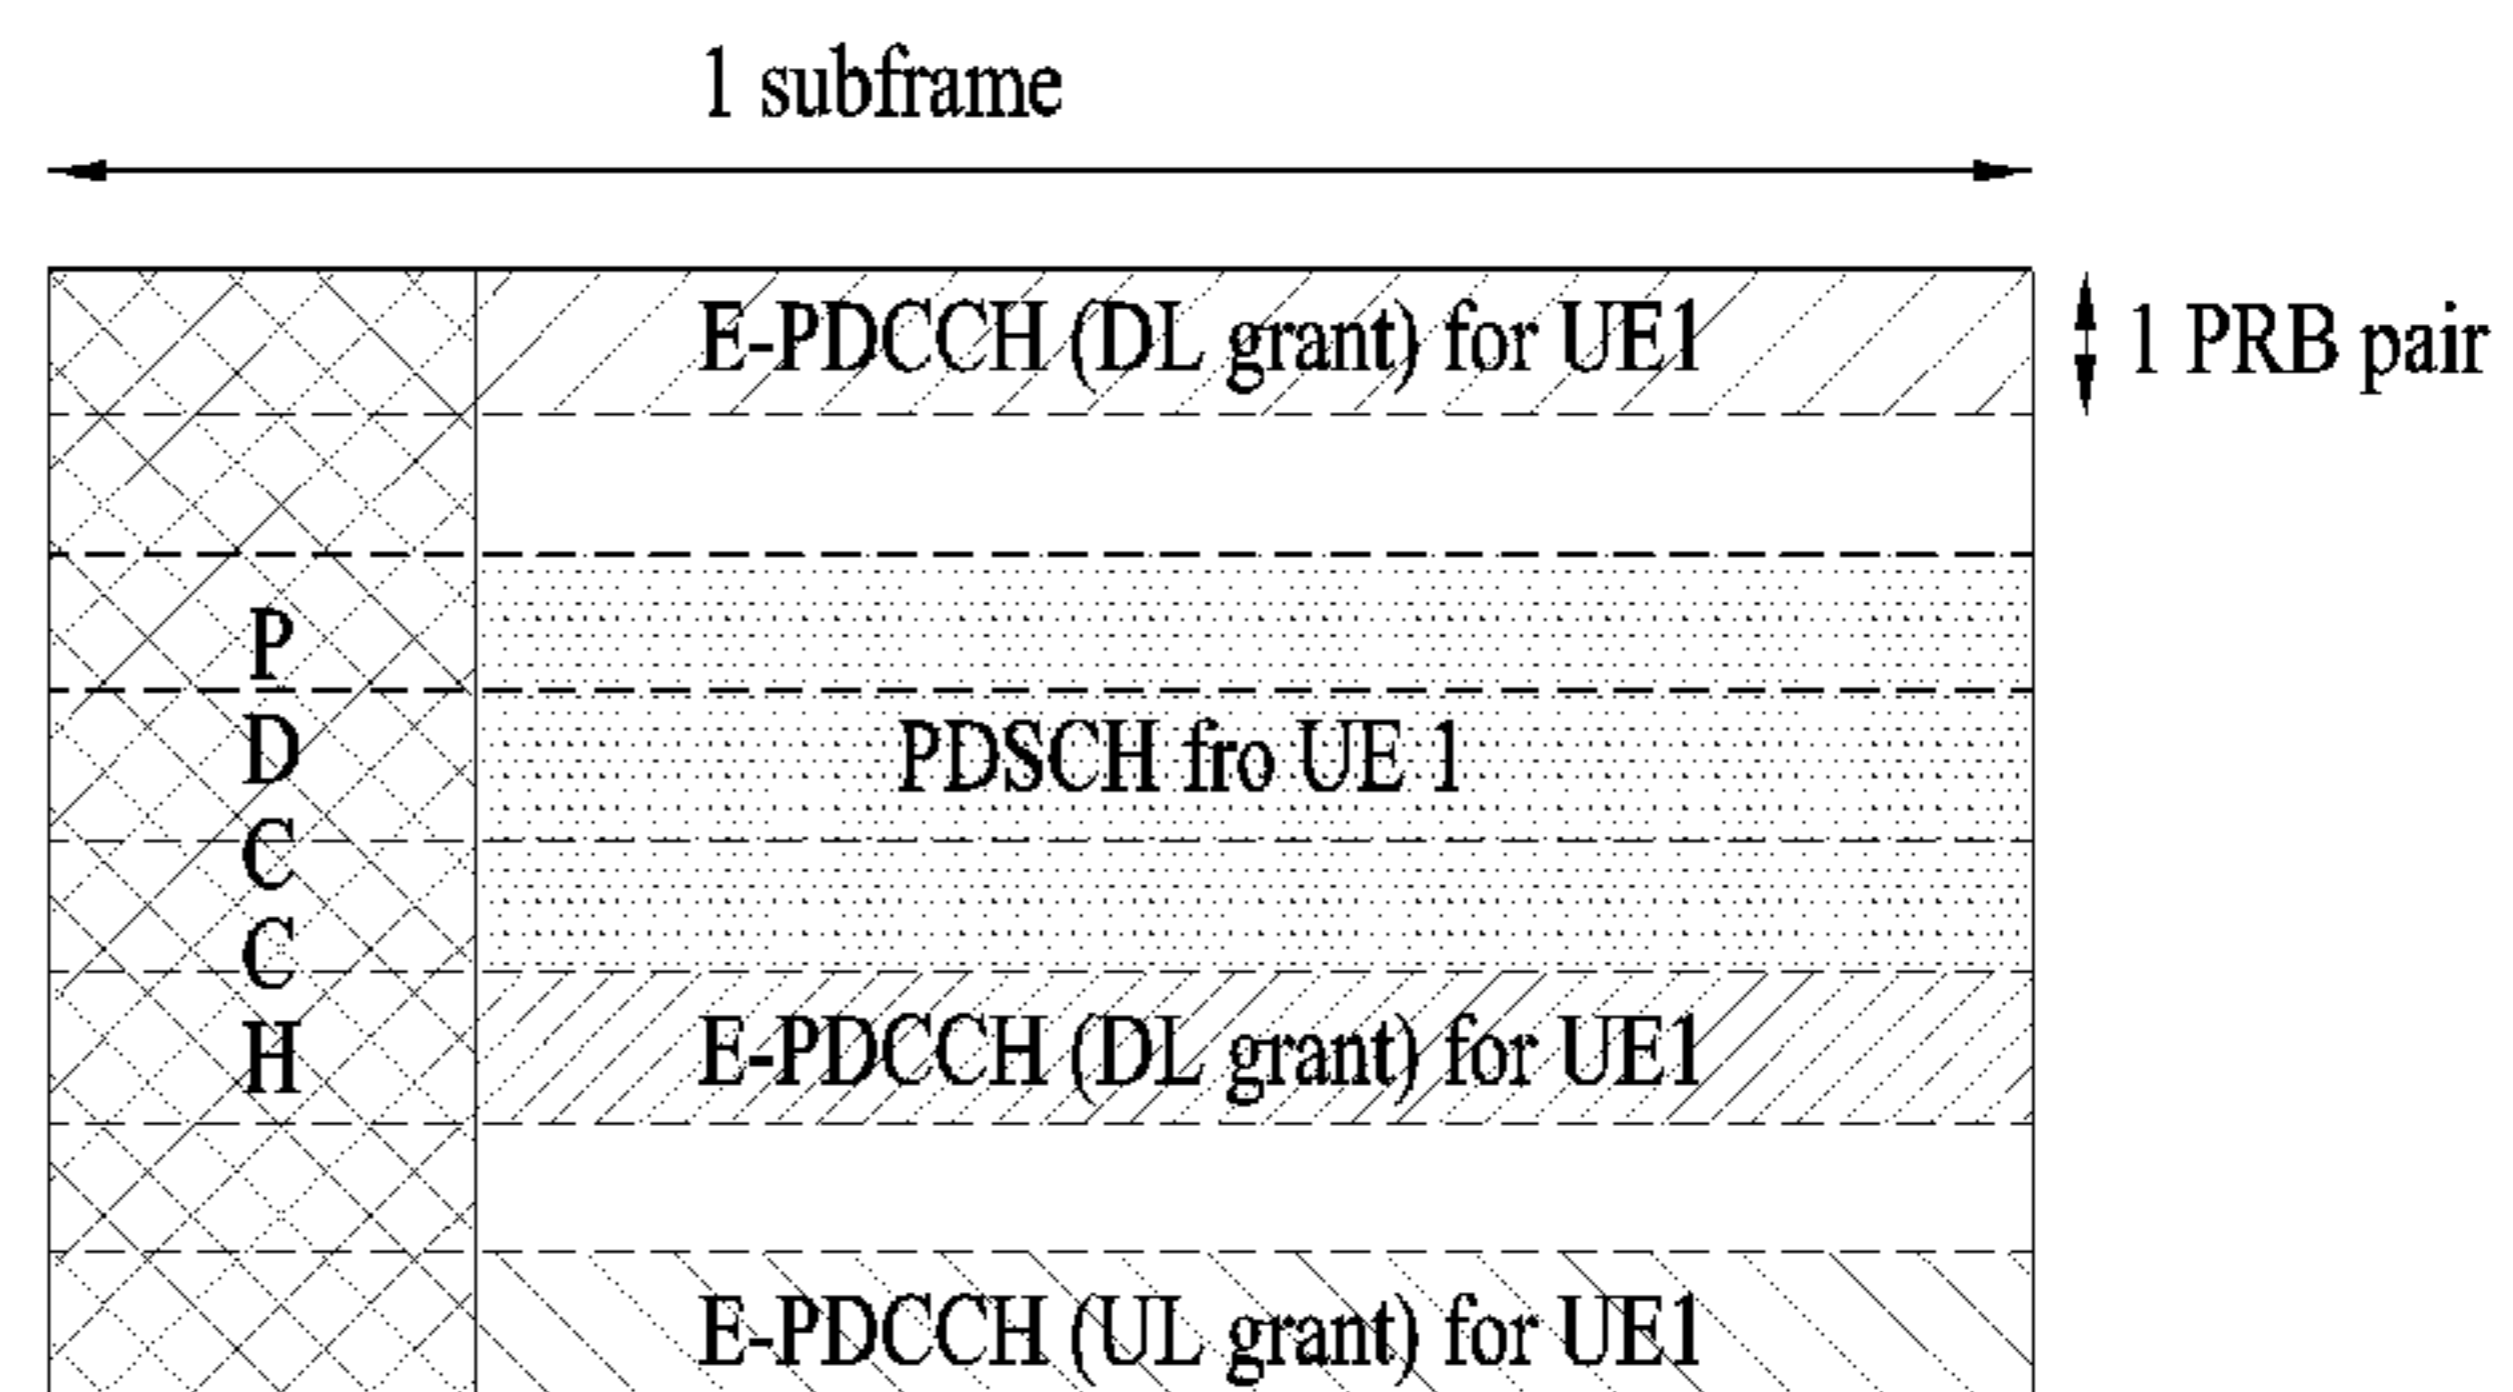 1 subframe
E-PDCCH (DL grant) for UE1
1 PRB pair
PDCCH
PDSCH fro UE 1
E-PDCCH (DL grant) for UE1
E-PDCCH (UL grant) for UE1